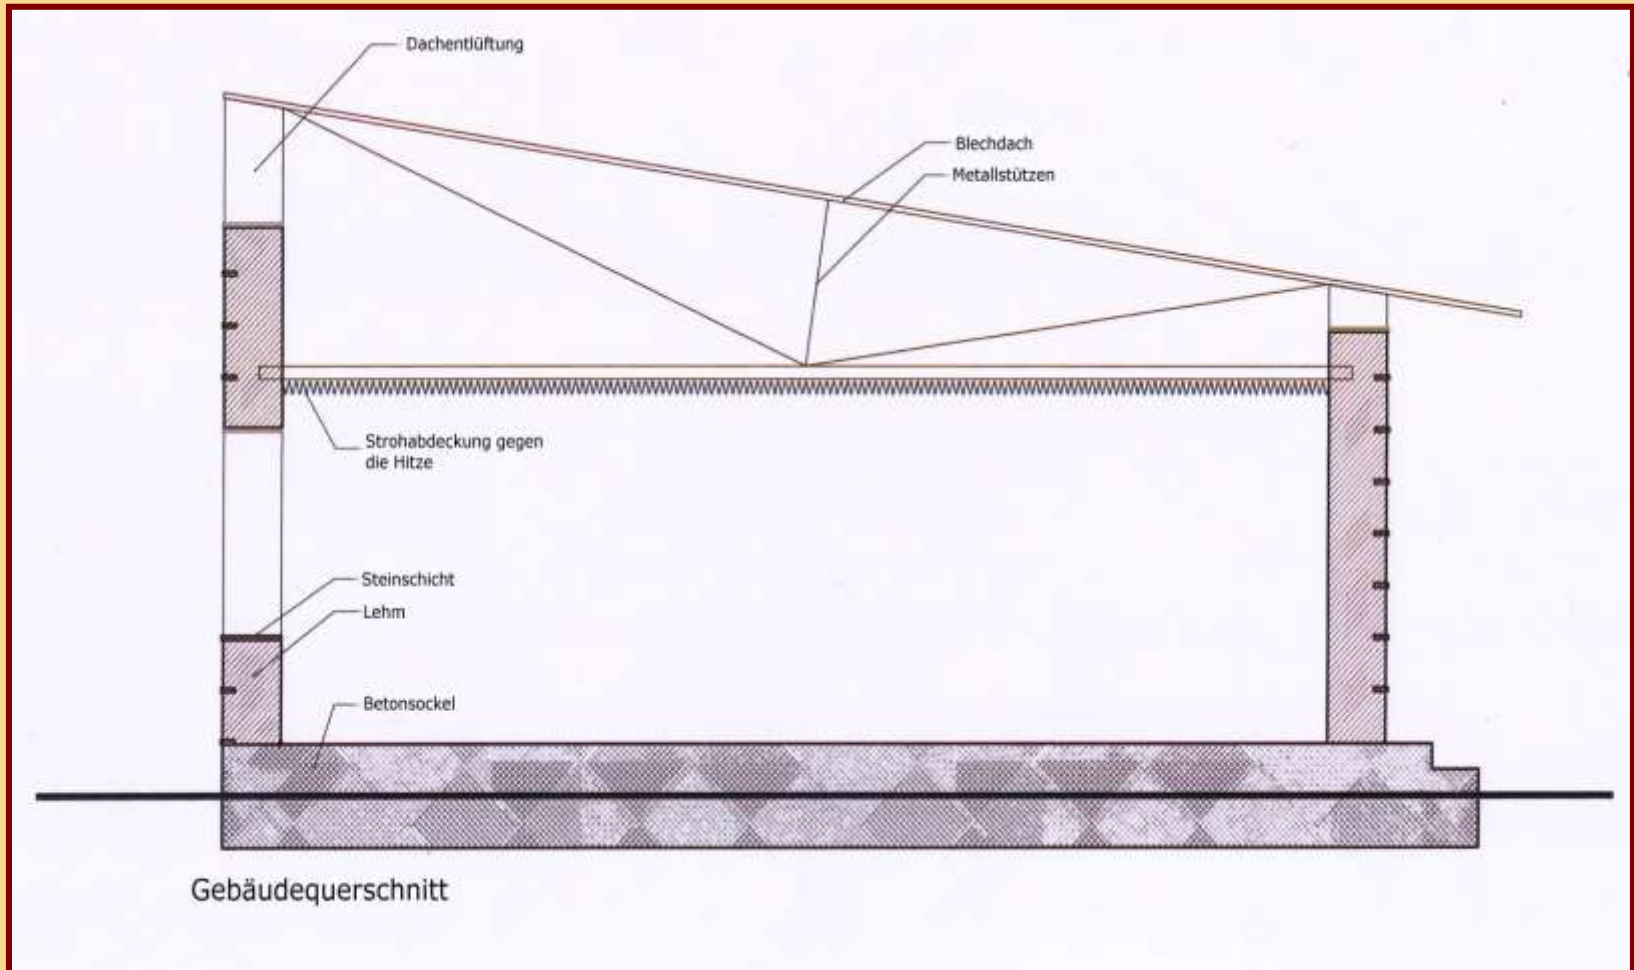 Dachentlüftung
Blechdach
Metallstützen
Strohabdeckung gegen
die Hitze
Steinschicht
Lehm
Betonsockel
Gebäudequerschnitt